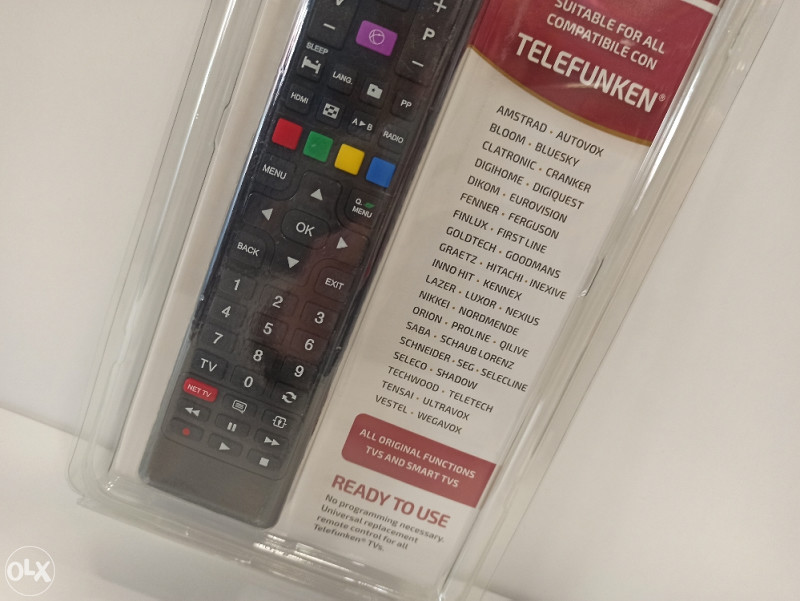 SUITABLE FOR ALL
COMPATIBILE CON
TELEFUNKEN®
AMSTRAD · AUTOVOX
BLOOM · BLUESKY
CLATRONIC · CRANKER
DIGIHOME · DIGIQUEST
DIKOM · EUROVISION
FENNER · FERGUSON
FINLUX · FIRST LINE
GOLDTECH · GOODMANS
GRAETZ · HITACHI · INEXIVE
INNO HIT · KENNEX
LAZER · LUXOR · NEXIUS
NIKKEI · NORDMENDE
ORION · PROLINE · QILIVE
SABA · SCHAUB LORENZ
SCHNEIDER · SEG · SELECLINE
SELECO · SHADOW
TECHWOOD · TELETECH
TENSAI · ULTRAVOX
VESTEL · WEGAVOX
ALL ORIGINAL FUNCTIONS
TVS AND SMART TVS
READY TO USE
No programming necessary.
Universal replacement
remote control for all
Telefunken® TVs.
V +
− P −
SLEEP
LANG.
HDMI PP
A►B RADIO
MENU
Q.
MENU
OK
BACK
EXIT
1 2 3
4 5 6
7 8 9
TV 0
NET TV
OLX